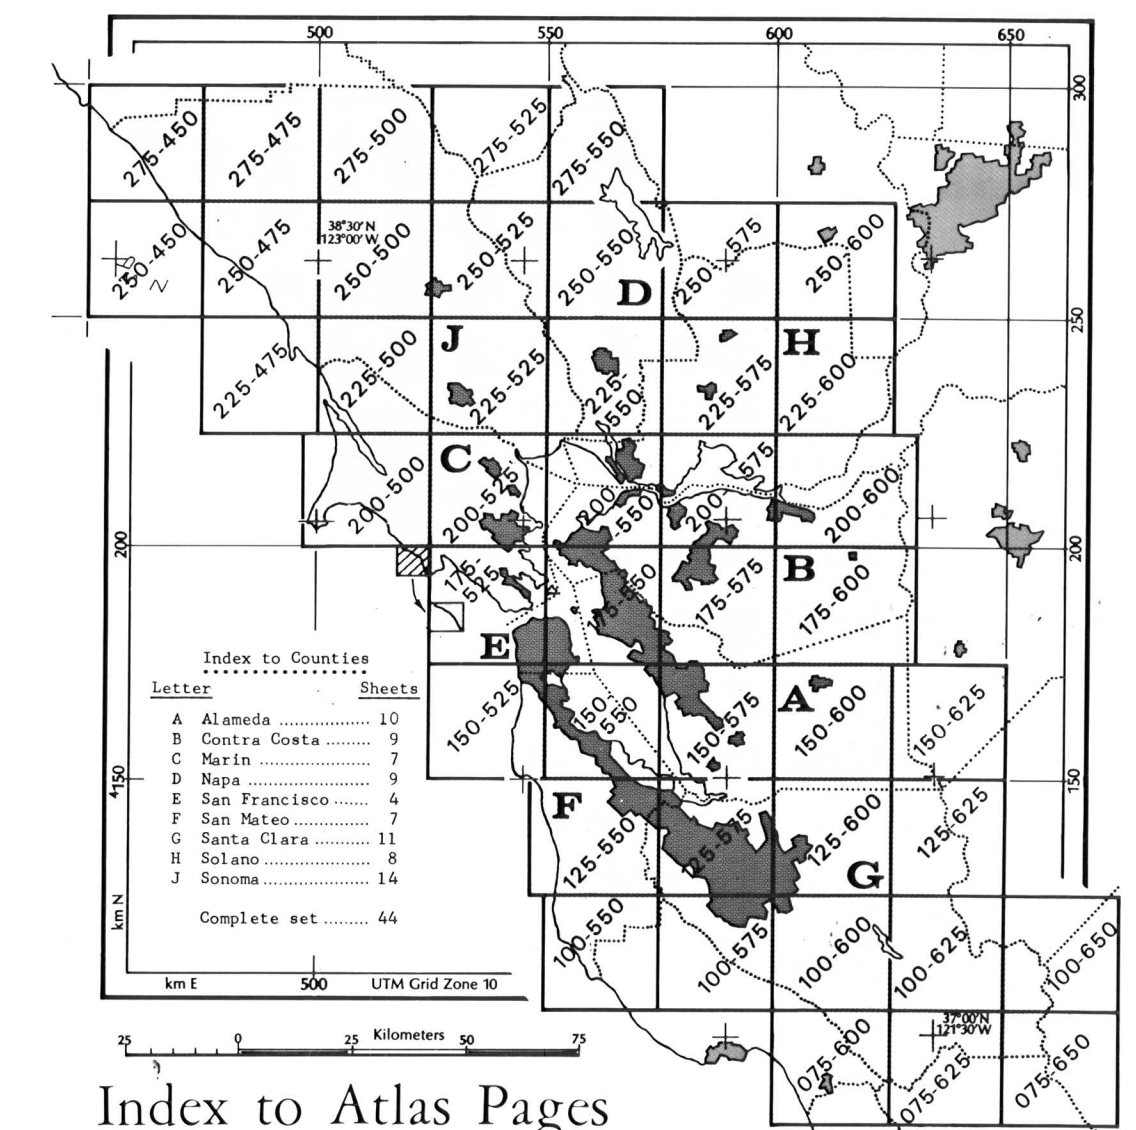 500 550 600 650
300
275-450 275-475 275-500 275-525 275-550
38°30'N
123°00'W
250-450 250-475 250-500 250-525 250-550 250-575 250-600
D
250
J H
225-475 225-500 225-525 225-550 225-575 225-600
C
200-500 200-525 200-550 200-575 200-600
200 200
B
175-525 175-550 175-575 175-600
E
A
150-525 150-550 150-575 150-600 150-625
Index to Counties
Letter Sheets
A Alameda .................. 10
B Contra Costa ......... 9
C Marin .................. 7
D Napa ..................... 9
E San Francisco ...... 4
F San Mateo ............. 7
G Santa Clara ........... 11
H Solano .................. 8
J Sonoma .................. 14
Complete set ......... 44
⁴150 150
F
125-550 125-575 125-600 125-625
G
km N
100-550 100-575 100-600 100-625 100-650
km E 500 UTM Grid Zone 10
37°00'N
121°30'W
075-600 075-625 075-650
Kilometers
25 0 25 50 75
Index to Atlas Pages